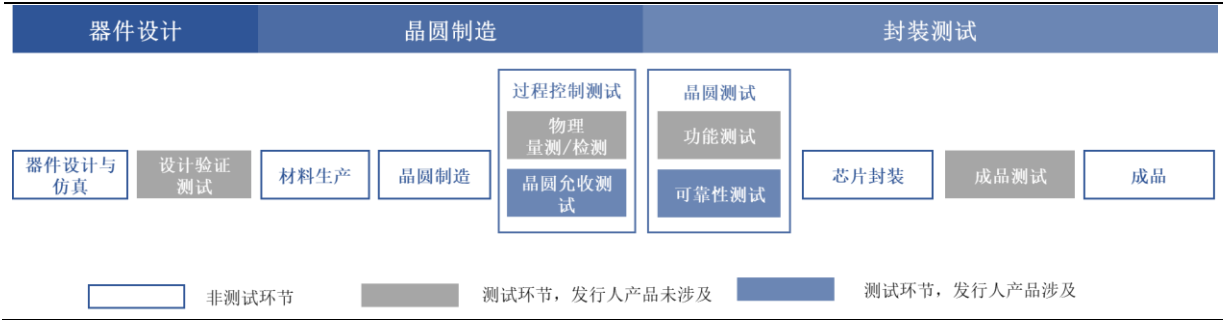 器件设计
晶圆制造
封装测试
器件设计与
仿真
设计验证
测试
材料生产
晶圆制造
过程控制测试
物理
量测/检测
晶圆允收测
试
晶圆测试
功能测试
可靠性测试
芯片封装
成品测试
成品
非测试环节
测试环节，发行人产品未涉及
测试环节，发行人产品涉及